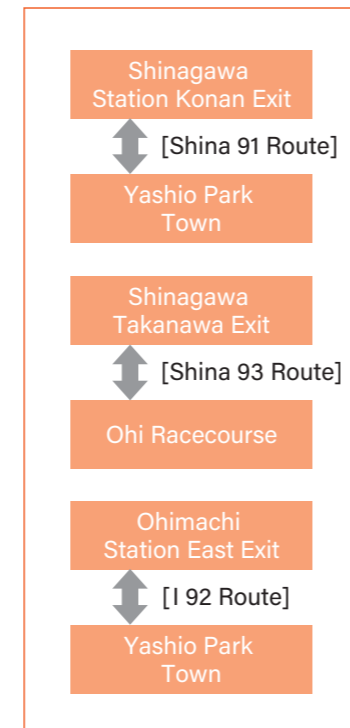 Shinagawa
Station Konan Exit
[Shina 91 Route]
Yashio Park
Town
Shinagawa
Takanawa Exit
[Shina 93 Route]
Ohi Racecourse
Ohimachi
Station East Exit
[I 92 Route]
Yashio Park
Town